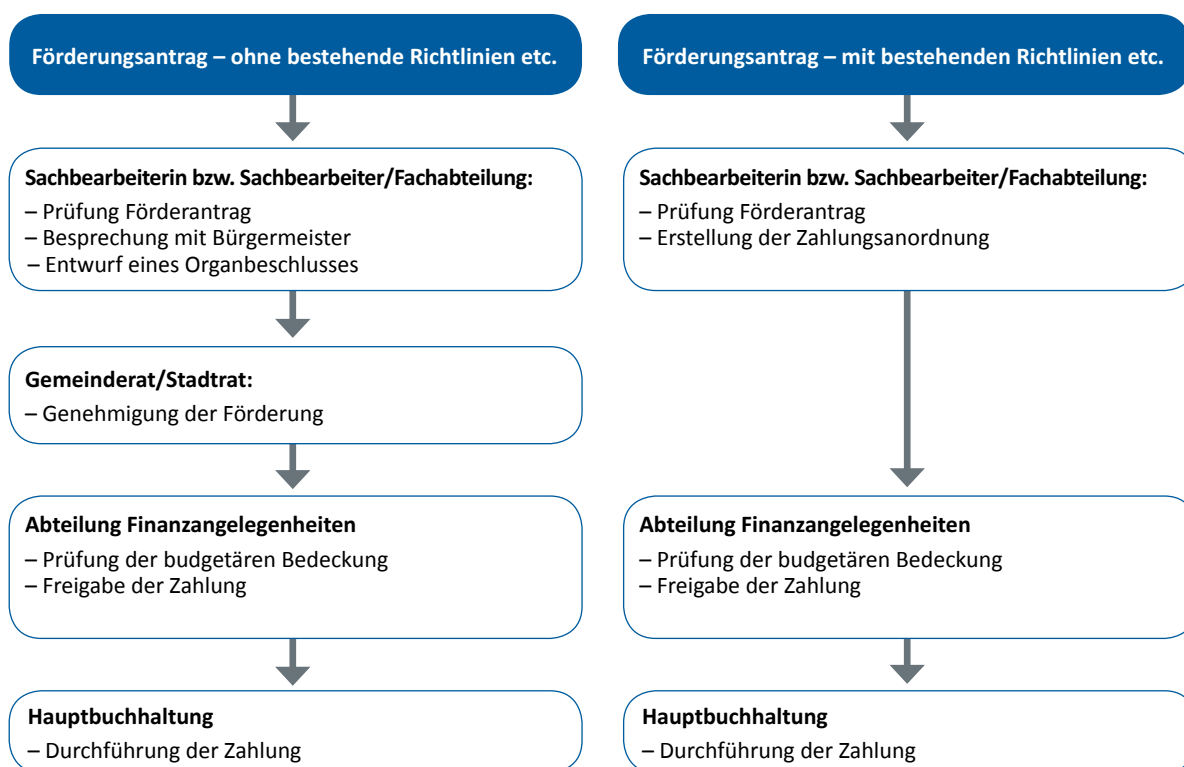 Förderungsantrag – ohne bestehende Richtlinien etc.
Sachbearbeiterin bzw. Sachbearbeiter/Fachabteilung:
– Prüfung Förderantrag
– Besprechung mit Bürgermeister
– Entwurf eines Organbeschlusses
Gemeinderat/Stadtrat:
– Genehmigung der Förderung
Abteilung Finanzangelegenheiten
– Prüfung der budgetären Bedeckung
– Freigabe der Zahlung
Hauptbuchhaltung
– Durchführung der Zahlung
Förderungsantrag – mit bestehenden Richtlinien etc.
Sachbearbeiterin bzw. Sachbearbeiter/Fachabteilung:
– Prüfung Förderantrag
– Erstellung der Zahlungsanordnung
Abteilung Finanzangelegenheiten
– Prüfung der budgetären Bedeckung
– Freigabe der Zahlung
Hauptbuchhaltung
– Durchführung der Zahlung